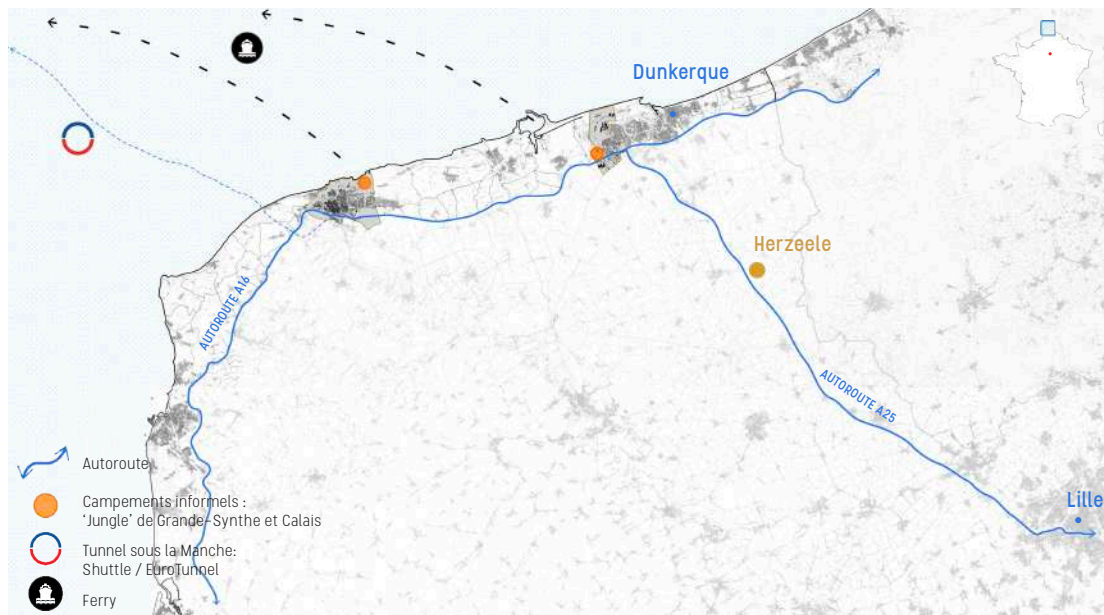 Dunkerque
Herzeele
AUTOROUTE A16
AUTOROUTE A25
Lille
Autoroute
Campements informels :
'Jungle' de Grande-Synthe et Calais
Tunnel sous la Manche:
Shuttle / EuroTunnel
Ferry